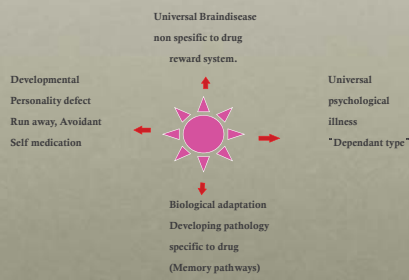 Universal Braindisease
non spesific to drug
reward system.
Developmental
Personality defect
Run away, Avoidant
Self medication
Universal
psychological
illness
"Dependant type"
Biological adaptation
Developing pathology
specific to drug
(Memory pathways)